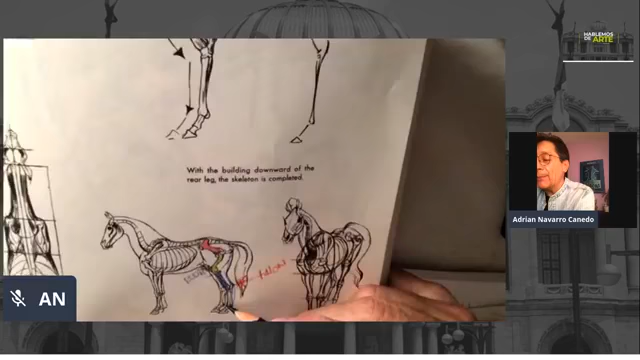 HABLEMOS
DE ARTE
With the building downward of the
rear leg, the skeleton is completed.
Adrian Navarro Canedo
AN